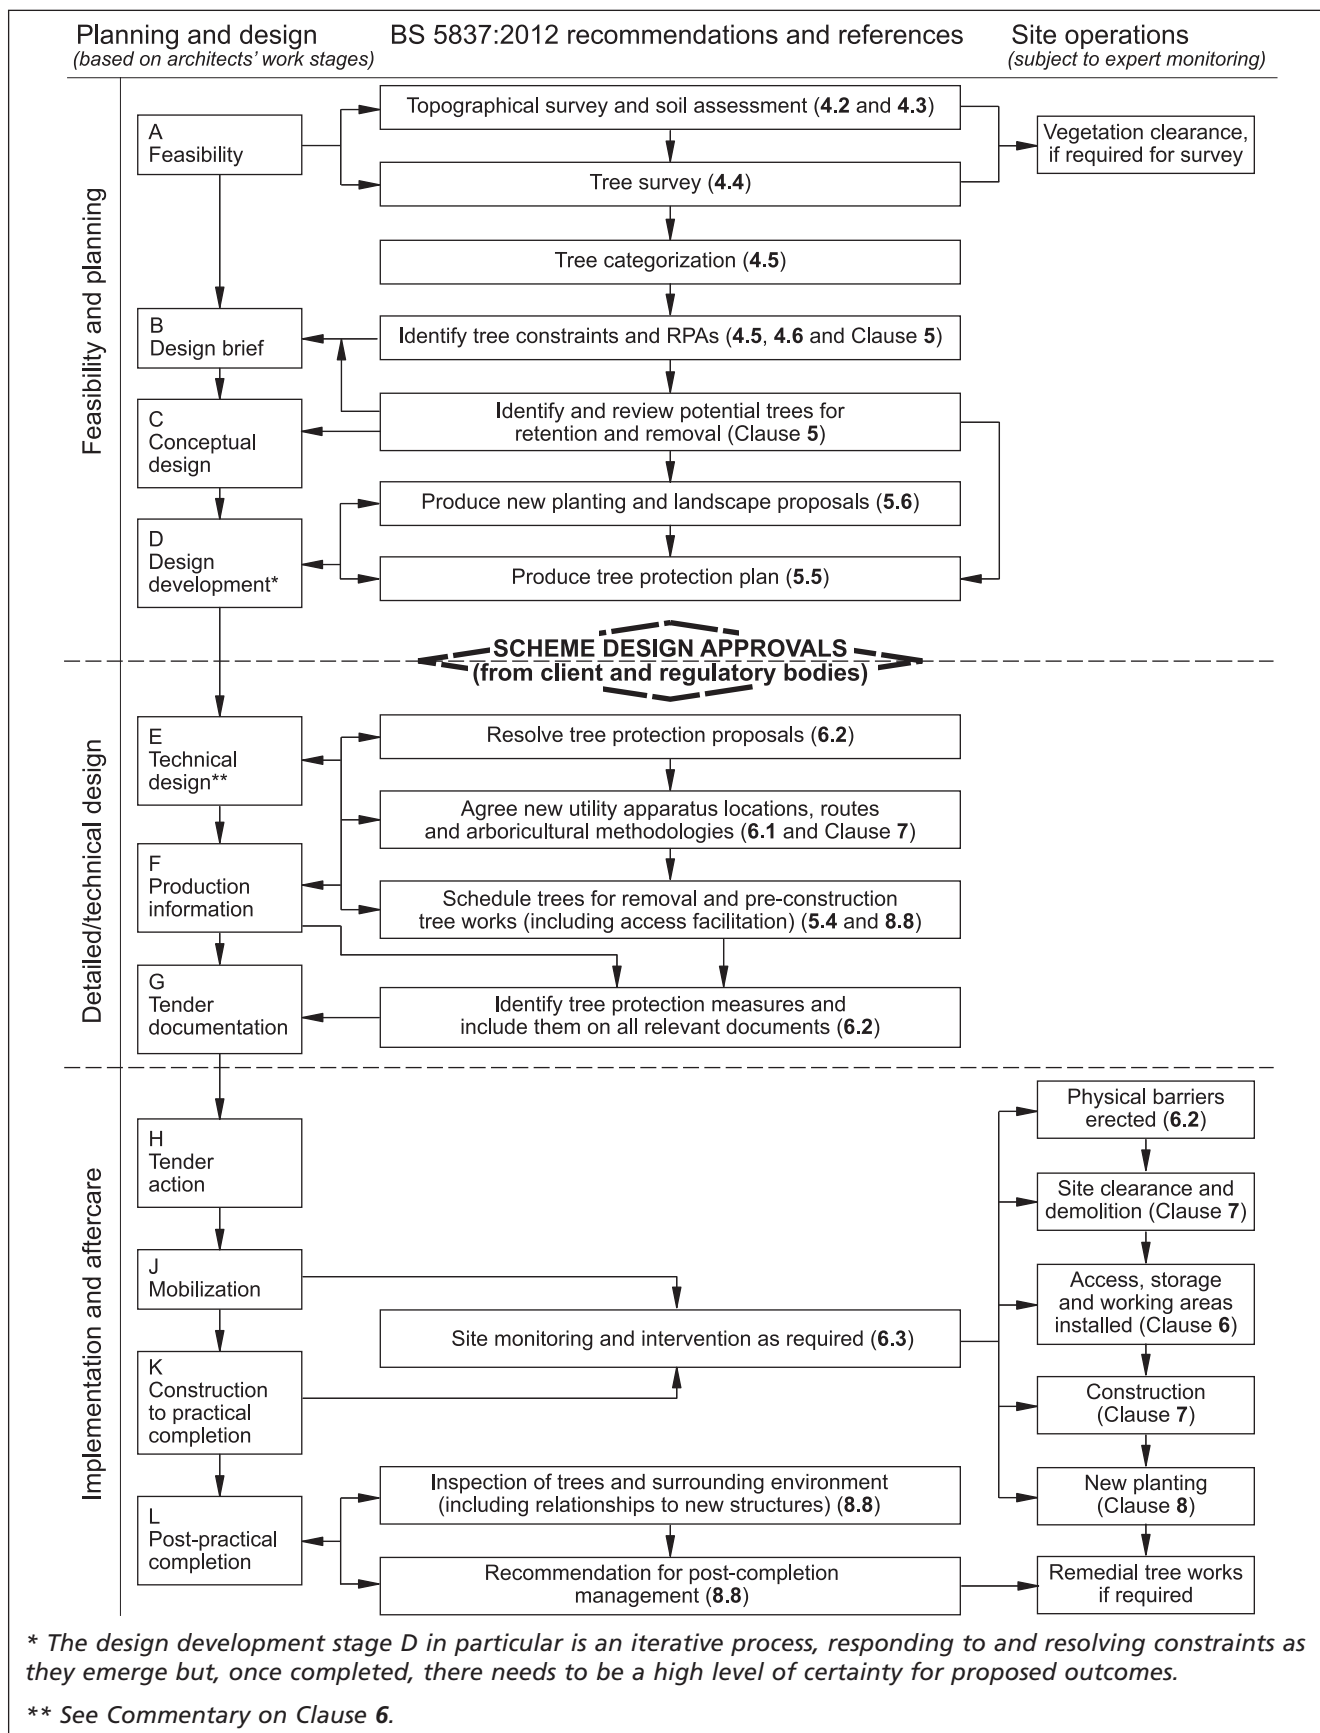 Planning and design
(based on architects' work stages)
BS 5837:2012 recommendations and references
Site operations
(subject to expert monitoring)
Feasibility and planning
A
Feasibility
Topographical survey and soil assessment (4.2 and 4.3)
Vegetation clearance,
if required for survey
Tree survey (4.4)
Tree categorization (4.5)
B
Design brief
Identify tree constraints and RPAs (4.5, 4.6 and Clause 5)
C
Conceptual
design
Identify and review potential trees for
retention and removal (Clause 5)
Produce new planting and landscape proposals (5.6)
D
Design
development*
Produce tree protection plan (5.5)
SCHEME DESIGN APPROVALS
(from client and regulatory bodies)
Detailed/technical design
E
Technical
design**
Resolve tree protection proposals (6.2)
Agree new utility apparatus locations, routes
and arboricultural methodologies (6.1 and Clause 7)
F
Production
information
Schedule trees for removal and pre-construction
tree works (including access facilitation) (5.4 and 8.8)
G
Tender
documentation
Identify tree protection measures and
include them on all relevant documents (6.2)
Implementation and aftercare
H
Tender
action
Physical barriers
erected (6.2)
Site clearance and
demolition (Clause 7)
J
Mobilization
Access, storage
and working areas
installed (Clause 6)
Site monitoring and intervention as required (6.3)
K
Construction
to practical
completion
Construction
(Clause 7)
New planting
(Clause 8)
L
Post-practical
completion
Inspection of trees and surrounding environment
(including relationships to new structures) (8.8)
Recommendation for post-completion
management (8.8)
Remedial tree works
if required
* The design development stage D in particular is an iterative process, responding to and resolving constraints as
they emerge but, once completed, there needs to be a high level of certainty for proposed outcomes.
** See Commentary on Clause 6.